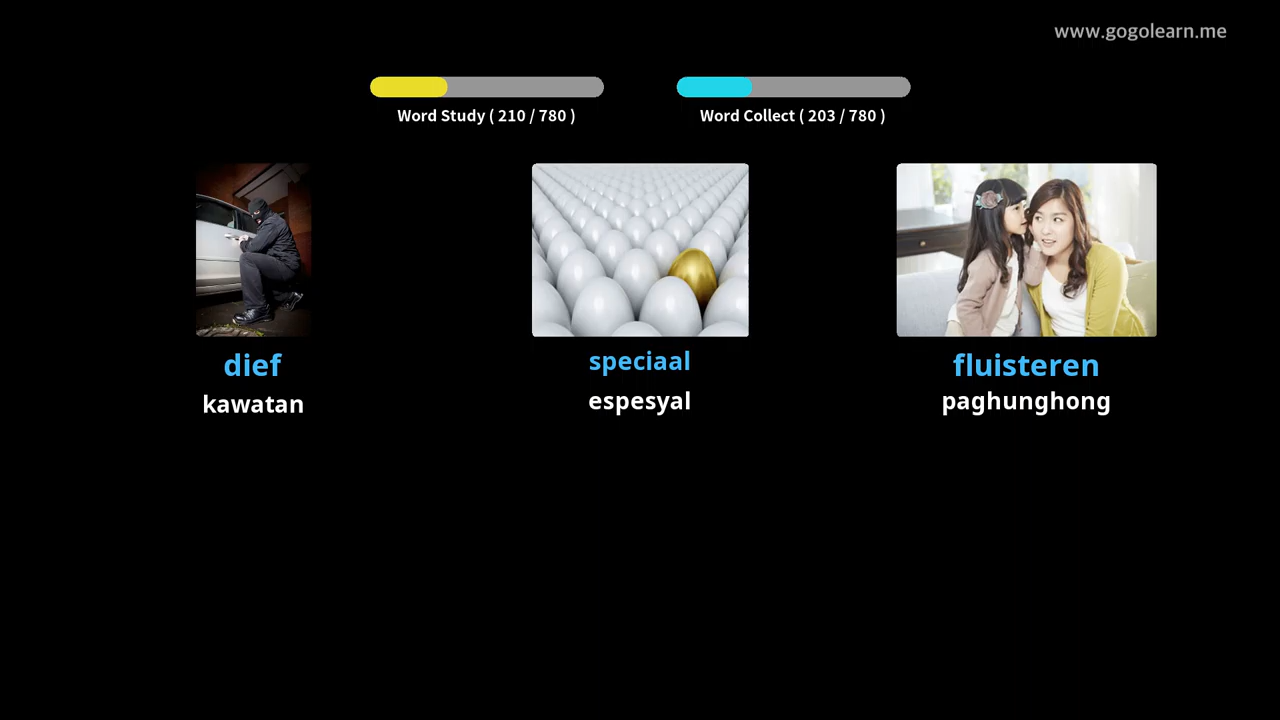 www.gogolearn.me
Word Study ( 210 / 780 )
Word Collect ( 203 / 780 )
dief
kawatan
speciaal
espesyal
fluisteren
paghunghong